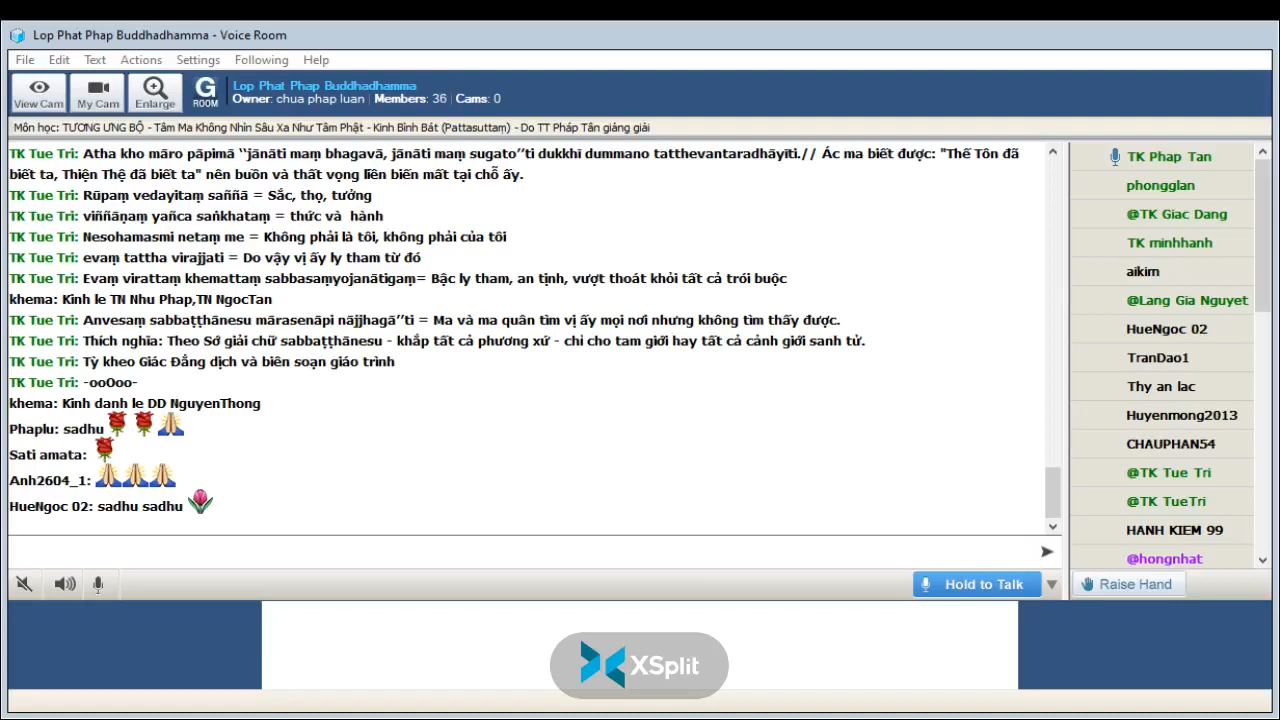 Lop Phat Phap Buddhadhamma - Voice Room
File Edit Text Actions Settings Following Help
View Cam My Cam Enlarge G ROOM
Lop Phat Phap Buddhadhamma
Owner: chua phap luan | Members: 36 | Cams: 0
Môn học: TƯƠNG ƯNG BỘ - Tâm Ma Không Nhìn Sâu Xa Như Tâm Phật - Kinh Bình Bát (Pattasuttaṃ) - Do TT Pháp Tân giảng giải
TK Tue Tri: Atha kho māro pāpimā ‘‘jānāti maṃ bhagavā, jānāti maṃ sugato’’ti dukkhī dummano tatthevantaradhāyīti.// Ác ma biết được: "Thế Tôn đã
biết ta, Thiện Thệ đã biết ta" nên buồn và thất vọng liền biến mất tại chỗ ấy.
TK Tue Tri: Rūpaṃ vedayitaṃ saññā = Sắc, thọ, tưởng
TK Tue Tri: viññāṇaṃ yañca saṅkhataṃ = thức và hành
TK Tue Tri: Nesohamasmi netaṃ me = Không phải là tôi, không phải của tôi
TK Tue Tri: evaṃ tattha virajjati = Do vậy vị ấy ly tham từ đó
TK Tue Tri: Evaṃ virattaṃ khemattaṃ sabbasaṃyojanātigaṃ= Bậc ly tham, an tịnh, vượt thoát khỏi tất cả trói buộc
khema: Kinh le TN Nhu Phap,TN NgocTan
TK Tue Tri: Anvesaṃ sabbaṭṭhānesu mārasenāpi nājjhagā’’ti = Ma và ma quân tìm vị ấy mọi nơi nhưng không tìm thấy được.
TK Tue Tri: Thích nghĩa: Theo Sớ giải chữ sabbaṭṭhānesu - khắp tất cả phương xứ - chỉ cho tam giới hay tất cả cảnh giới sanh tử.
TK Tue Tri: Tỳ kheo Giác Đẳng dịch và biên soạn giáo trình
TK Tue Tri: -ooOoo-
khema: Kinh danh le DD NguyenThong
Phaplu: sadhu
Sati amata:
Anh2604_1:
HueNgoc 02: sadhu sadhu
Hold to Talk
TK Phap Tan
phongglan
@TK Giac Dang
TK minhhanh
aikim
@Lang Gia Nguyet
HueNgoc 02
TranDao1
Thy an lac
Huyenmong2013
CHAUPHAN54
@TK Tue Tri
@TK TueTri
HANH KIEM 99
@hongnhat
Raise Hand
XSplit